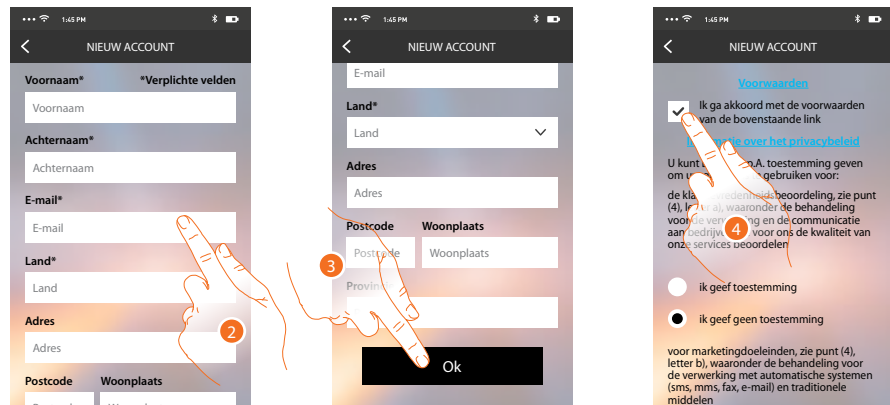 1:45 PM
NIEUW ACCOUNT
Voornaam* *Verplichte velden
Voornaam
Achternaam*
Achternaam
E-mail*
E-mail
Land*
Land
Adres
2
Adres
Postcode Woonplaats
1:45 PM
NIEUW ACCOUNT
E-mail
Land*
Land
Adres
Adres
Postcode Woonplaats
Postcode Woonplaats
3
Ok
1:45 PM
NIEUW ACCOUNT
Voorwaarden
Ik ga akkoord met de voorwaarden
van de bovenstaande link
over het privacybeleid
U kunt toestemming geven
om gebruiken voor:
de zie punt
(4), waaronder de behandeling
en de communicatie
voor ons de kwaliteit van
onze services beoordelen
4
ik geef toestemming
ik geef geen toestemming
voor marketingdoeleinden, zie punt (4),
letter b), waaronder de behandeling voor
de verwerking met automatische systemen
(sms, mms, fax, e-mail) en traditionele
middelen